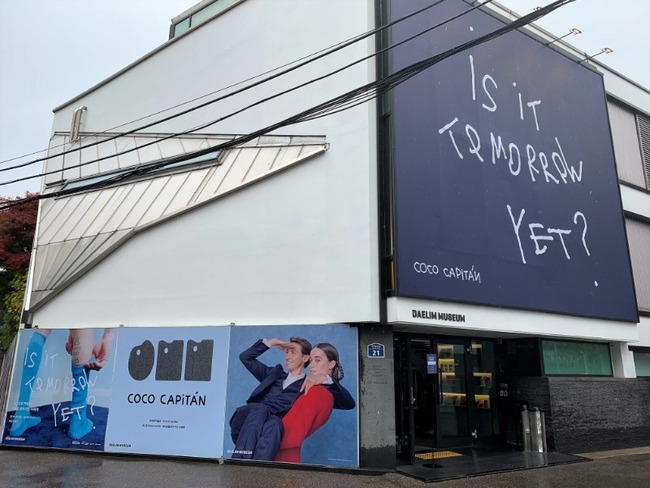 IS IT
TOMORROW
YET?
COCO CAPITÁN
DAELIM MUSEUM
21
IS IT
TOMORROW
YET?
COCO CAPITÁN